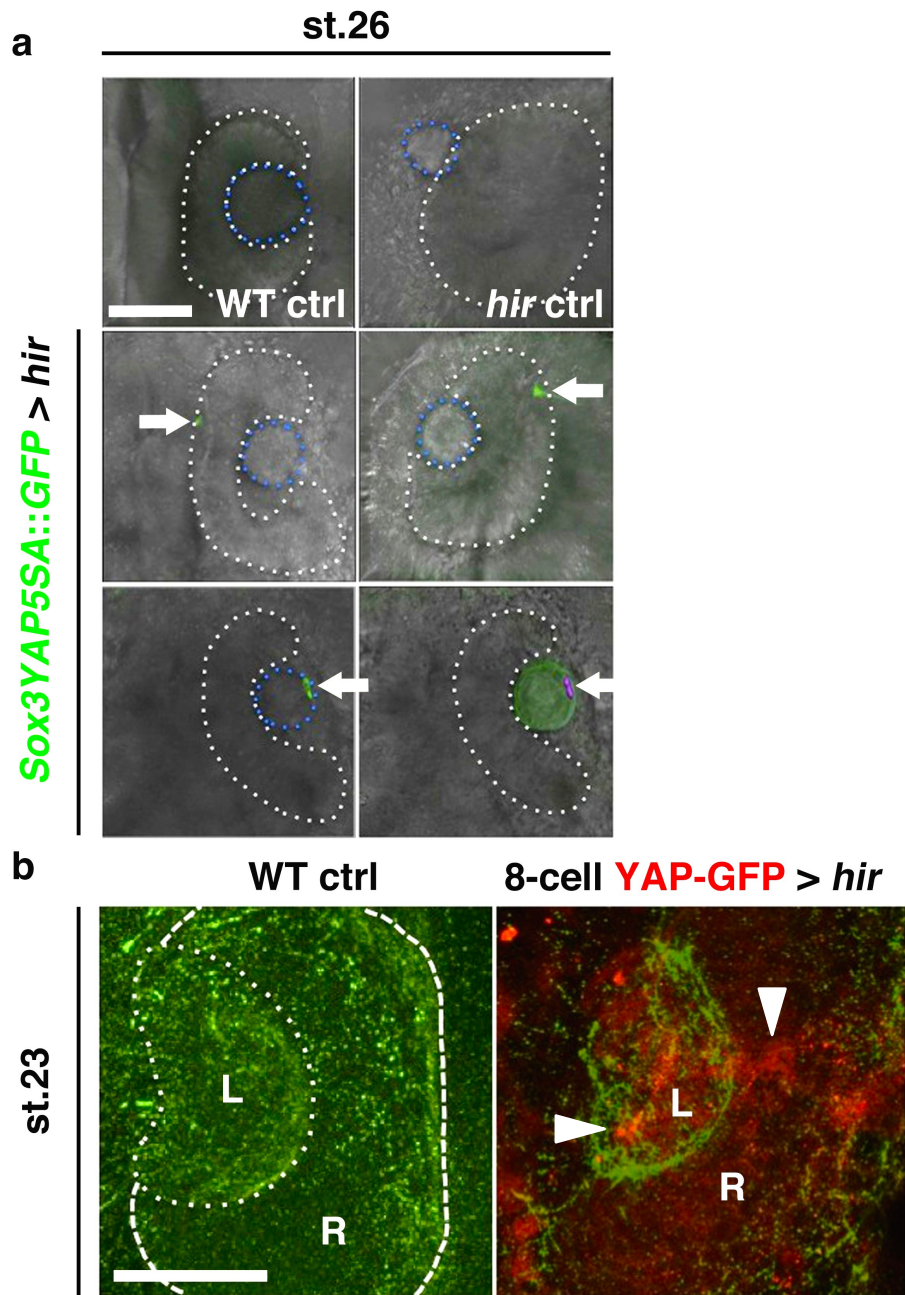 a
st.26
WT ctrl
hir ctrl
Sox3YAP5SA::GFP > hir
b
WT ctrl
8-cell YAP-GFP > hir
st.23
L
R
L
R